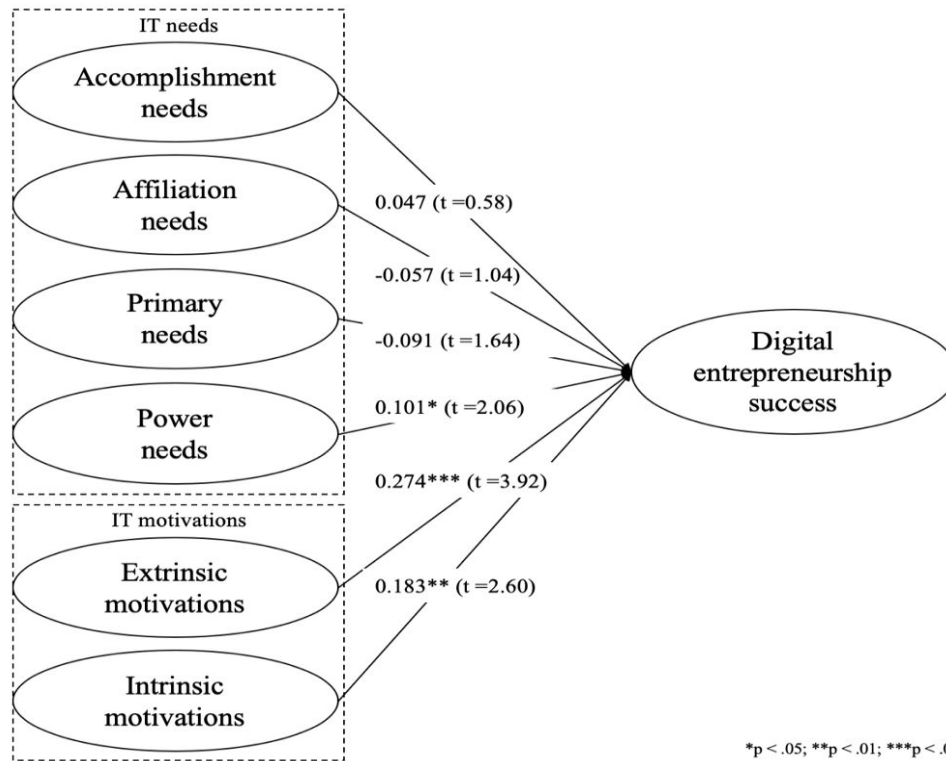 IT needs
Accomplishment
needs
Affiliation
needs
Primary
needs
Power
needs
IT motivations
Extrinsic
motivations
Intrinsic
motivations
0.047 (t =0.58)
-0.057 (t =1.04)
-0.091 (t =1.64)
0.101* (t =2.06)
0.274*** (t =3.92)
0.183** (t =2.60)
Digital
entrepreneurship
success
*p < .05; **p < .01; ***p <